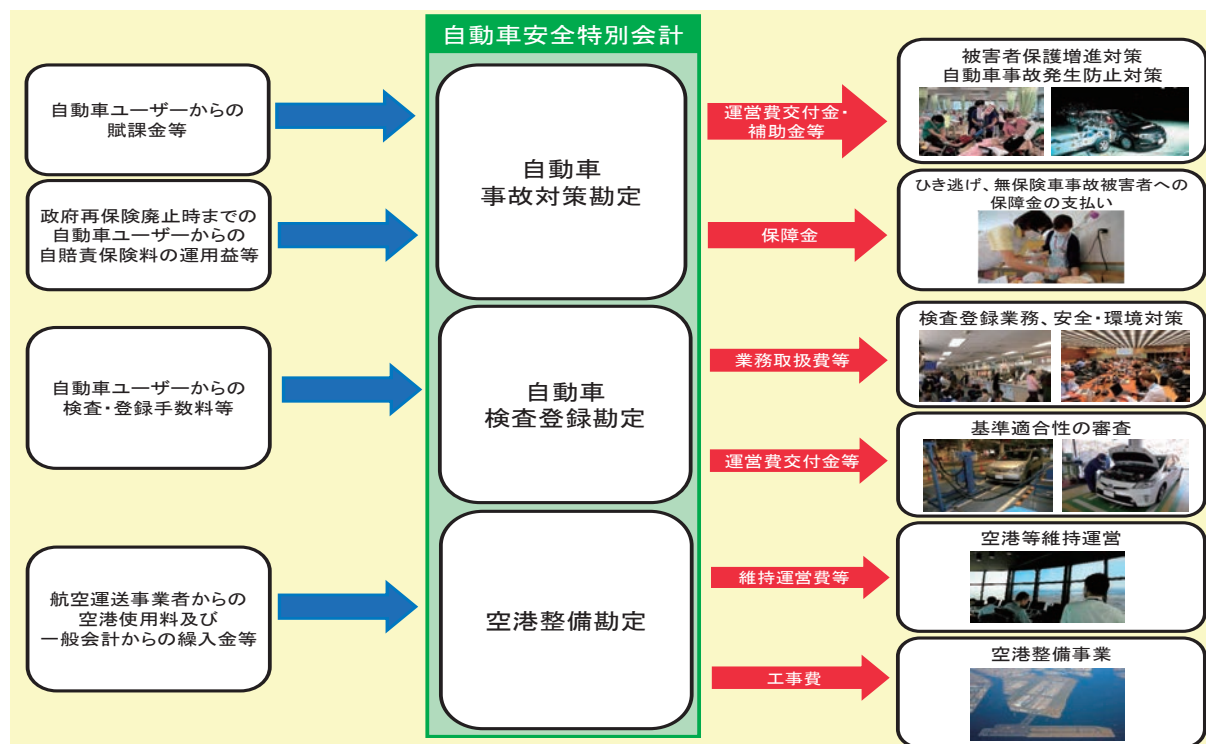 自動車安全特別会計
自動車ユーザーからの
賦課金等
政府再保険廃止時までの
自動車ユーザーからの
自賠責保険料の運用益等
自動車
事故対策勘定
運営費交付金・
補助金等
保障金
被害者保護増進対策
自動車事故発生防止対策
ひき逃げ、無保険車事故被害者への
保障金の支払い
自動車ユーザーからの
検査・登録手数料等
自動車
検査登録勘定
業務取扱費等
運営費交付金等
検査登録業務、安全・環境対策
基準適合性の審査
航空運送事業者からの
空港使用料及び
一般会計からの繰入金等
空港整備勘定
維持運営費等
工事費
空港等維持運営
空港整備事業